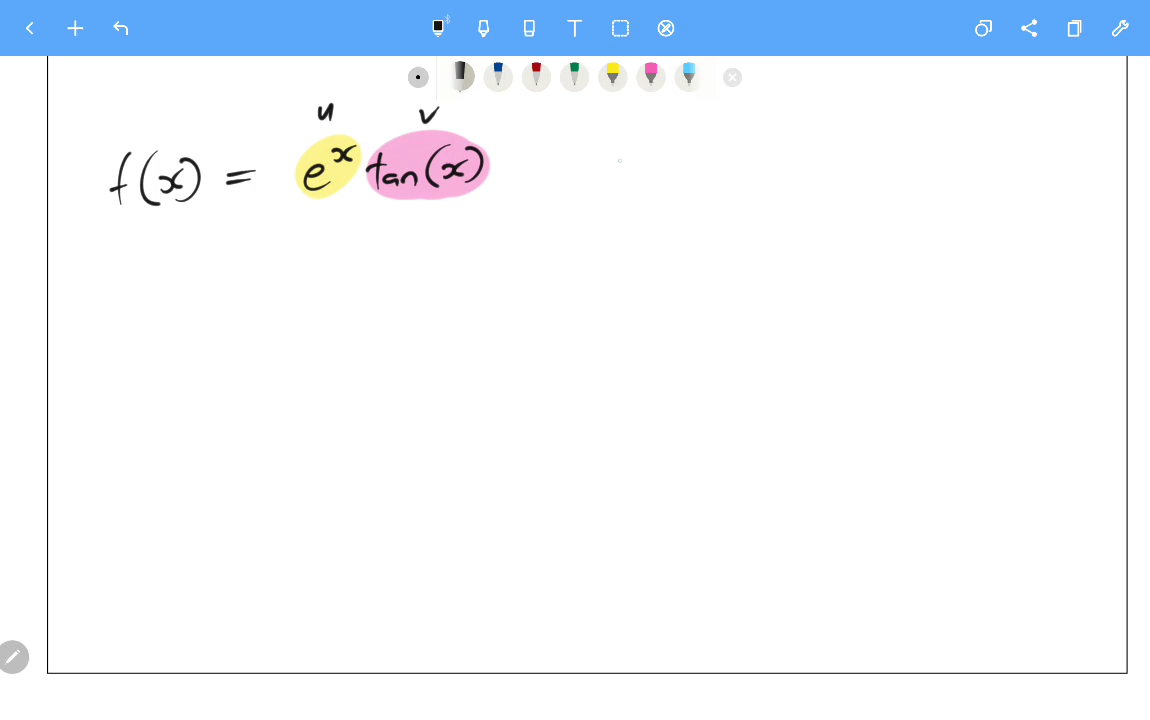 u v
f(x) = e^x tan(x)